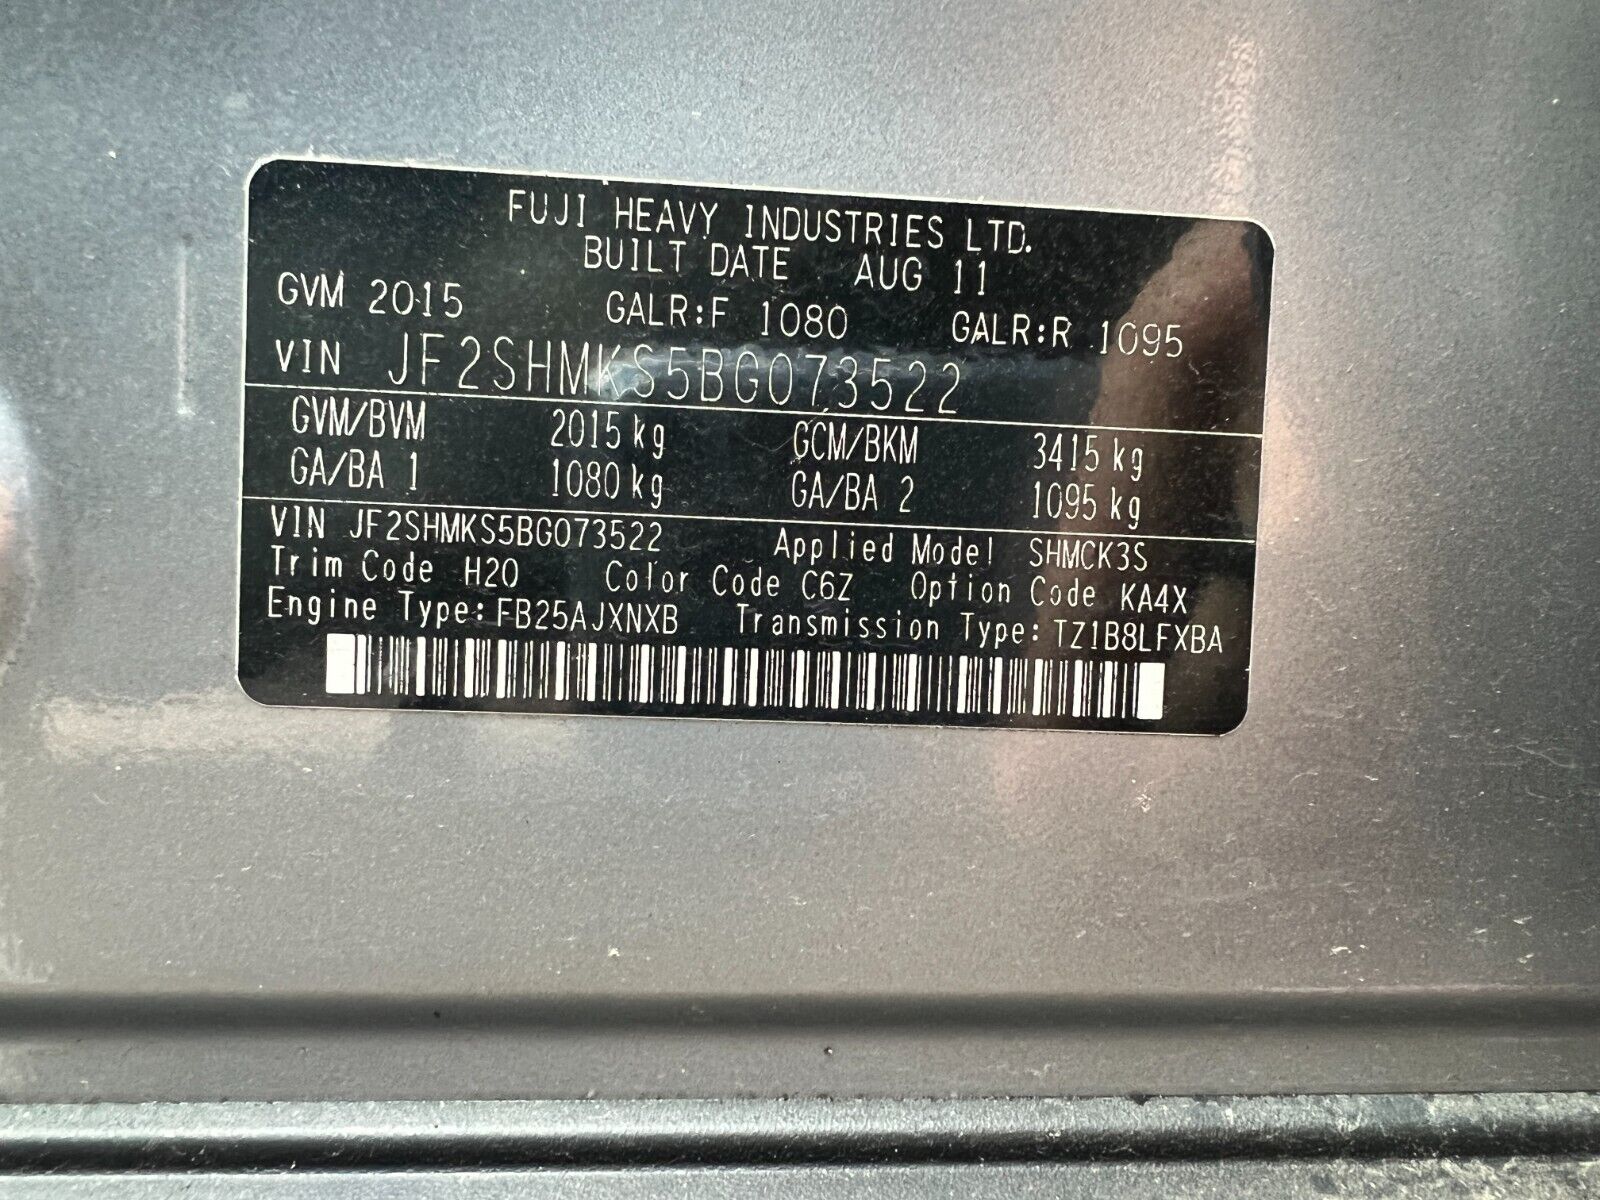 FUJI HEAVY INDUSTRIES LTD.
BUILT DATE AUG 11
GVM 2015 GALR:F 1080 GALR:R 1095
VIN JF2SHMKS5BG073522
GVM/BVM 2015 kg GCM/BKM 3415 kg
GA/BA 1 1080 kg GA/BA 2 1095 kg
VIN JF2SHMKS5BG073522 Applied Model SHMCK3S
Trim Code H20 Color Code C6Z Option Code KA4X
Engine Type:FB25AJXNXB Transmission Type:TZ1B8LFXBA